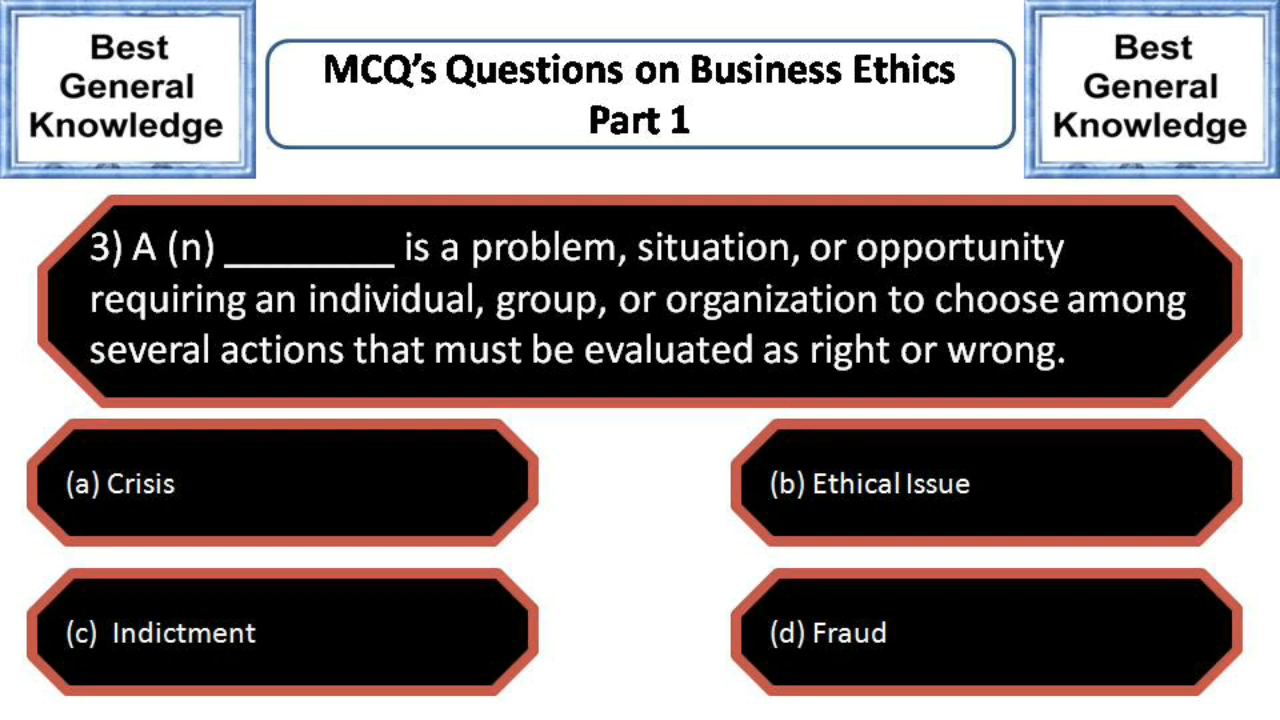 Best
General
Knowledge
MCQ’s Questions on Business Ethics
Part 1
Best
General
Knowledge
3) A (n) ________ is a problem, situation, or opportunity
requiring an individual, group, or organization to choose among
several actions that must be evaluated as right or wrong.
(a) Crisis
(b) Ethical Issue
(c) Indictment
(d) Fraud